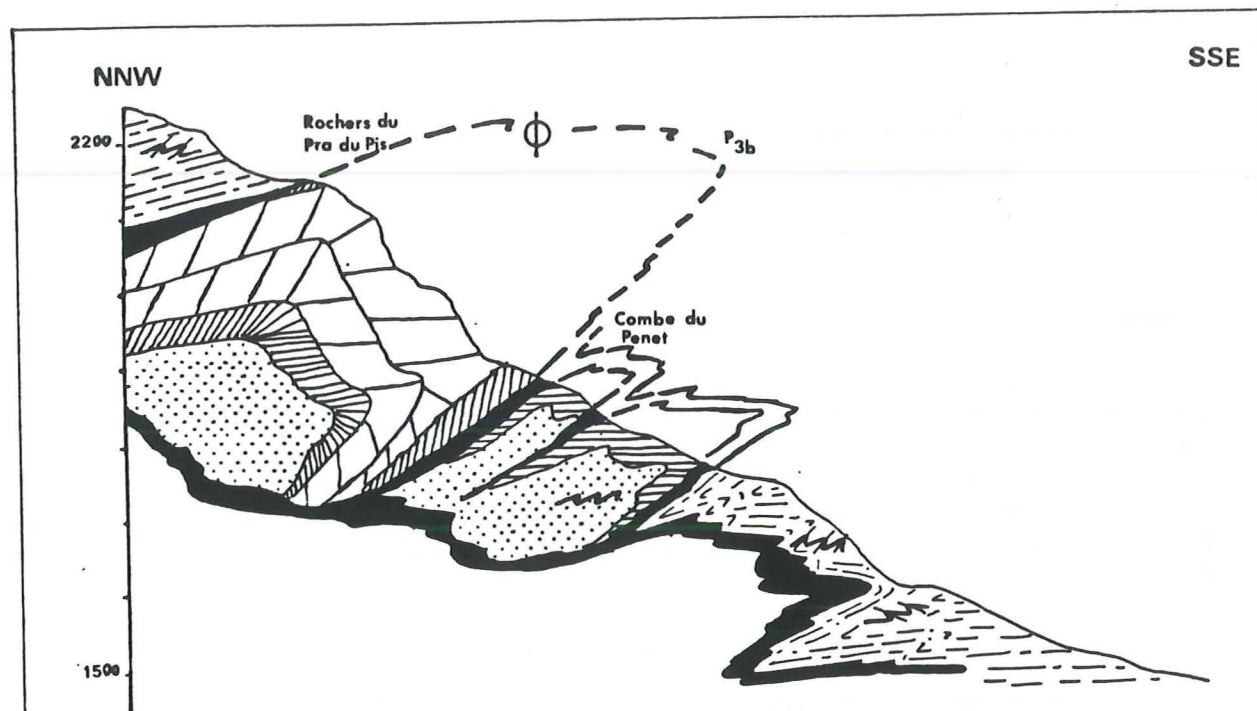 NNW
SSE
2200
Rochers du
Pra du Pis
ϕ
P3b
Combe du
Penet
1500